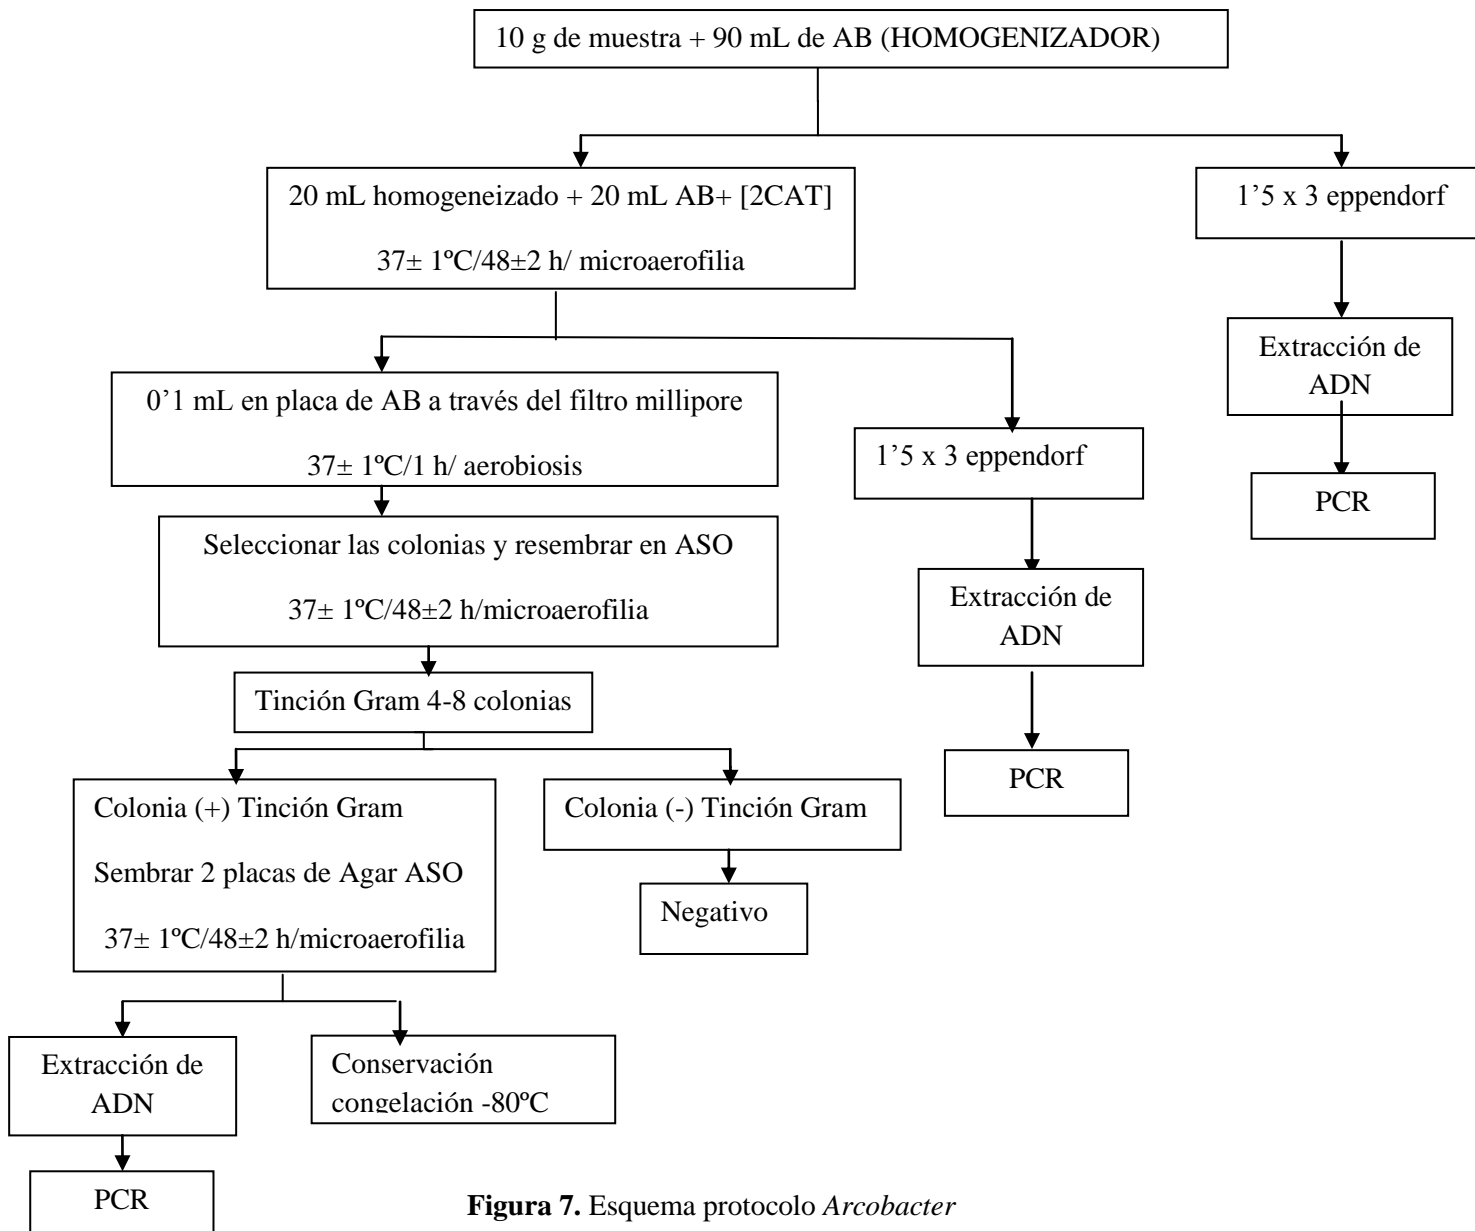 10 g de muestra + 90 mL de AB (HOMOGENIZADOR)
20 mL homogeneizado + 20 mL AB+ [2CAT]
37± 1ºC/48±2 h/ microaerofilia
1’5 x 3 eppendorf
Extracción de
ADN
PCR
0’1 mL en placa de AB a través del filtro millipore
37± 1ºC/1 h/ aerobiosis
1’5 x 3 eppendorf
Extracción de
ADN
PCR
Seleccionar las colonias y resembrar en ASO
37± 1ºC/48±2 h/microaerofilia
Tinción Gram 4-8 colonias
Colonia (+) Tinción Gram
Sembrar 2 placas de Agar ASO
37± 1ºC/48±2 h/microaerofilia
Colonia (-) Tinción Gram
Negativo
Extracción de
ADN
PCR
Conservación
congelación -80ºC
Figura 7. Esquema protocolo Arcobacter